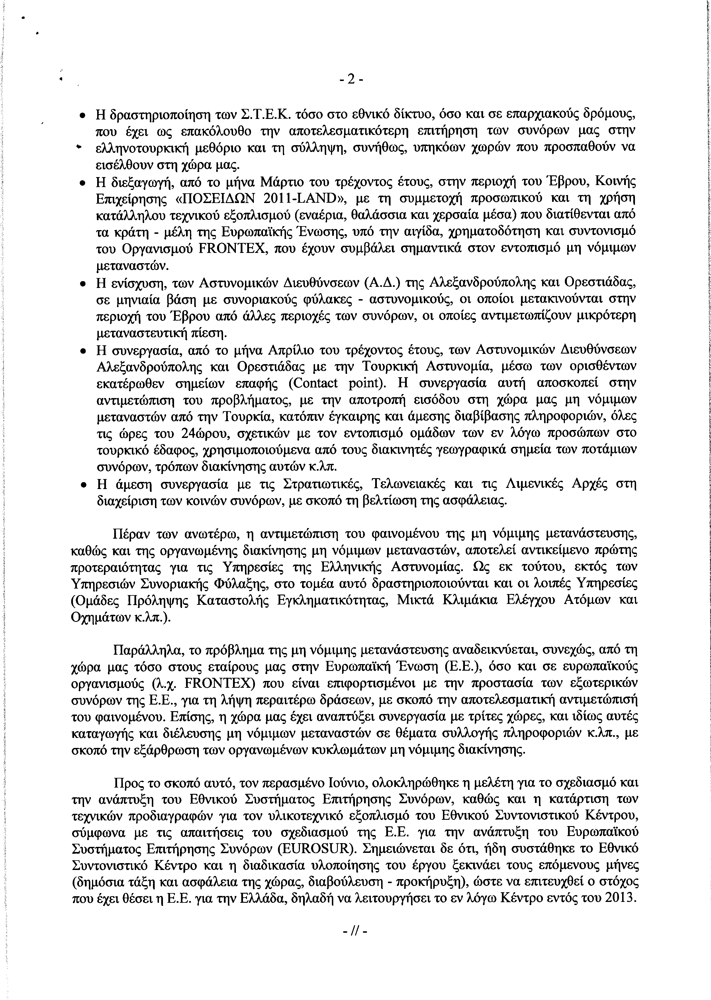 - 2 -
• Η δραστηριοποίηση των Σ.Τ.Ε.Κ. τόσο στο εθνικό δίκτυο, όσο και σε επαρχιακούς δρόμους,
που έχει ως επακόλουθο την αποτελεσματικότερη επιτήρηση των συνόρων μας στην
ελληνοτουρκική μεθόριο και τη σύλληψη, συνήθως, υπηκόων χωρών που προσπαθούν να
εισέλθουν στη χώρα μας.
• Η διεξαγωγή, από το μήνα Μάρτιο του τρέχοντος έτους, στην περιοχή του Έβρου, Κοινής
Επιχείρησης «ΠΟΣΕΙΔΩΝ 2011-LAND», με τη συμμετοχή προσωπικού και τη χρήση
κατάλληλου τεχνικού εξοπλισμού (εναέρια, θαλάσσια και χερσαία μέσα) που διατίθενται από
τα κράτη - μέλη της Ευρωπαϊκής Ένωσης, υπό την αιγίδα, χρηματοδότηση και συντονισμό
του Οργανισμού FRONTEX, που έχουν συμβάλει σημαντικά στον εντοπισμό μη νόμιμων
μεταναστών.
• Η ενίσχυση, των Αστυνομικών Διευθύνσεων (Α.Δ.) της Αλεξανδρούπολης και Ορεστιάδας,
σε μηνιαία βάση με συνοριακούς φύλακες - αστυνομικούς, οι οποίοι μετακινούνται στην
περιοχή του Έβρου από άλλες περιοχές των συνόρων, οι οποίες αντιμετωπίζουν μικρότερη
μεταναστευτική πίεση.
• Η συνεργασία, από το μήνα Απρίλιο του τρέχοντος έτους, των Αστυνομικών Διευθύνσεων
Αλεξανδρούπολης και Ορεστιάδας με την Τουρκική Αστυνομία, μέσω των ορισθέντων
εκατέρωθεν σημείων επαφής (Contact point). Η συνεργασία αυτή αποσκοπεί στην
αντιμετώπιση του προβλήματος, με την αποτροπή εισόδου στη χώρα μας μη νόμιμων
μεταναστών από την Τουρκία, κατόπιν έγκαιρης και άμεσης διαβίβασης πληροφοριών, όλες
τις ώρες του 24ώρου, σχετικών με τον εντοπισμό ομάδων των εν λόγω προσώπων στο
τουρκικό έδαφος, χρησιμοποιούμενα από τους διακινητές γεωγραφικά σημεία των ποτάμιων
συνόρων, τρόπων διακίνησης αυτών κ.λπ.
• Η άμεση συνεργασία με τις Στρατιωτικές, Τελωνειακές και τις Λιμενικές Αρχές στη
διαχείριση των κοινών συνόρων, με σκοπό τη βελτίωση της ασφάλειας.
Πέραν των ανωτέρω, η αντιμετώπιση του φαινομένου της μη νόμιμης μετανάστευσης,
καθώς και της οργανωμένης διακίνησης μη νόμιμων μεταναστών, αποτελεί αντικείμενο πρώτης
προτεραιότητας για τις Υπηρεσίες της Ελληνικής Αστυνομίας. Ως εκ τούτου, εκτός των
Υπηρεσιών Συνοριακής Φύλαξης, στο τομέα αυτό δραστηριοποιούνται και οι λοιπές Υπηρεσίες
(Ομάδες Πρόληψης Καταστολής Εγκληματικότητας, Μικτά Κλιμάκια Ελέγχου Ατόμων και
Οχημάτων κ.λπ.).
Παράλληλα, το πρόβλημα της μη νόμιμης μετανάστευσης αναδεικνύεται, συνεχώς, από τη
χώρα μας τόσο στους εταίρους μας στην Ευρωπαϊκή Ένωση (Ε.Ε.), όσο και σε ευρωπαϊκούς
οργανισμούς (λ.χ. FRONTEX) που είναι επιφορτισμένοι με την προστασία των εξωτερικών
συνόρων της Ε.Ε., για τη λήψη περαιτέρω δράσεων, με σκοπό την αποτελεσματική αντιμετώπισή
του φαινομένου. Επίσης, η χώρα μας έχει αναπτύξει συνεργασία με τρίτες χώρες, και ιδίως αυτές
καταγωγής και διέλευσης μη νόμιμων μεταναστών σε θέματα συλλογής πληροφοριών κ.λπ., με
σκοπό την εξάρθρωση των οργανωμένων κυκλωμάτων μη νόμιμης διακίνησης.
Προς το σκοπό αυτό, τον περασμένο Ιούνιο, ολοκληρώθηκε η μελέτη για το σχεδιασμό και
την ανάπτυξη του Εθνικού Συστήματος Επιτήρησης Συνόρων, καθώς και η κατάρτιση των
τεχνικών προδιαγραφών για τον υλικοτεχνικό εξοπλισμό του Εθνικού Συντονιστικού Κέντρου,
σύμφωνα με τις απαιτήσεις του σχεδιασμού της Ε.Ε. για την ανάπτυξη του Ευρωπαϊκού
Συστήματος Επιτήρησης Συνόρων (EUROSUR). Σημειώνεται δε ότι, ήδη συστάθηκε το Εθνικό
Συντονιστικό Κέντρο και η διαδικασία υλοποίησης του έργου ξεκινάει τους επόμενους μήνες
(δημόσια τάξη και ασφάλεια της χώρας, διαβούλευση - προκήρυξη), ώστε να επιτευχθεί ο στόχος
που έχει θέσει η Ε.Ε. για την Ελλάδα, δηλαδή να λειτουργήσει το εν λόγω Κέντρο εντός του 2013.
- // -